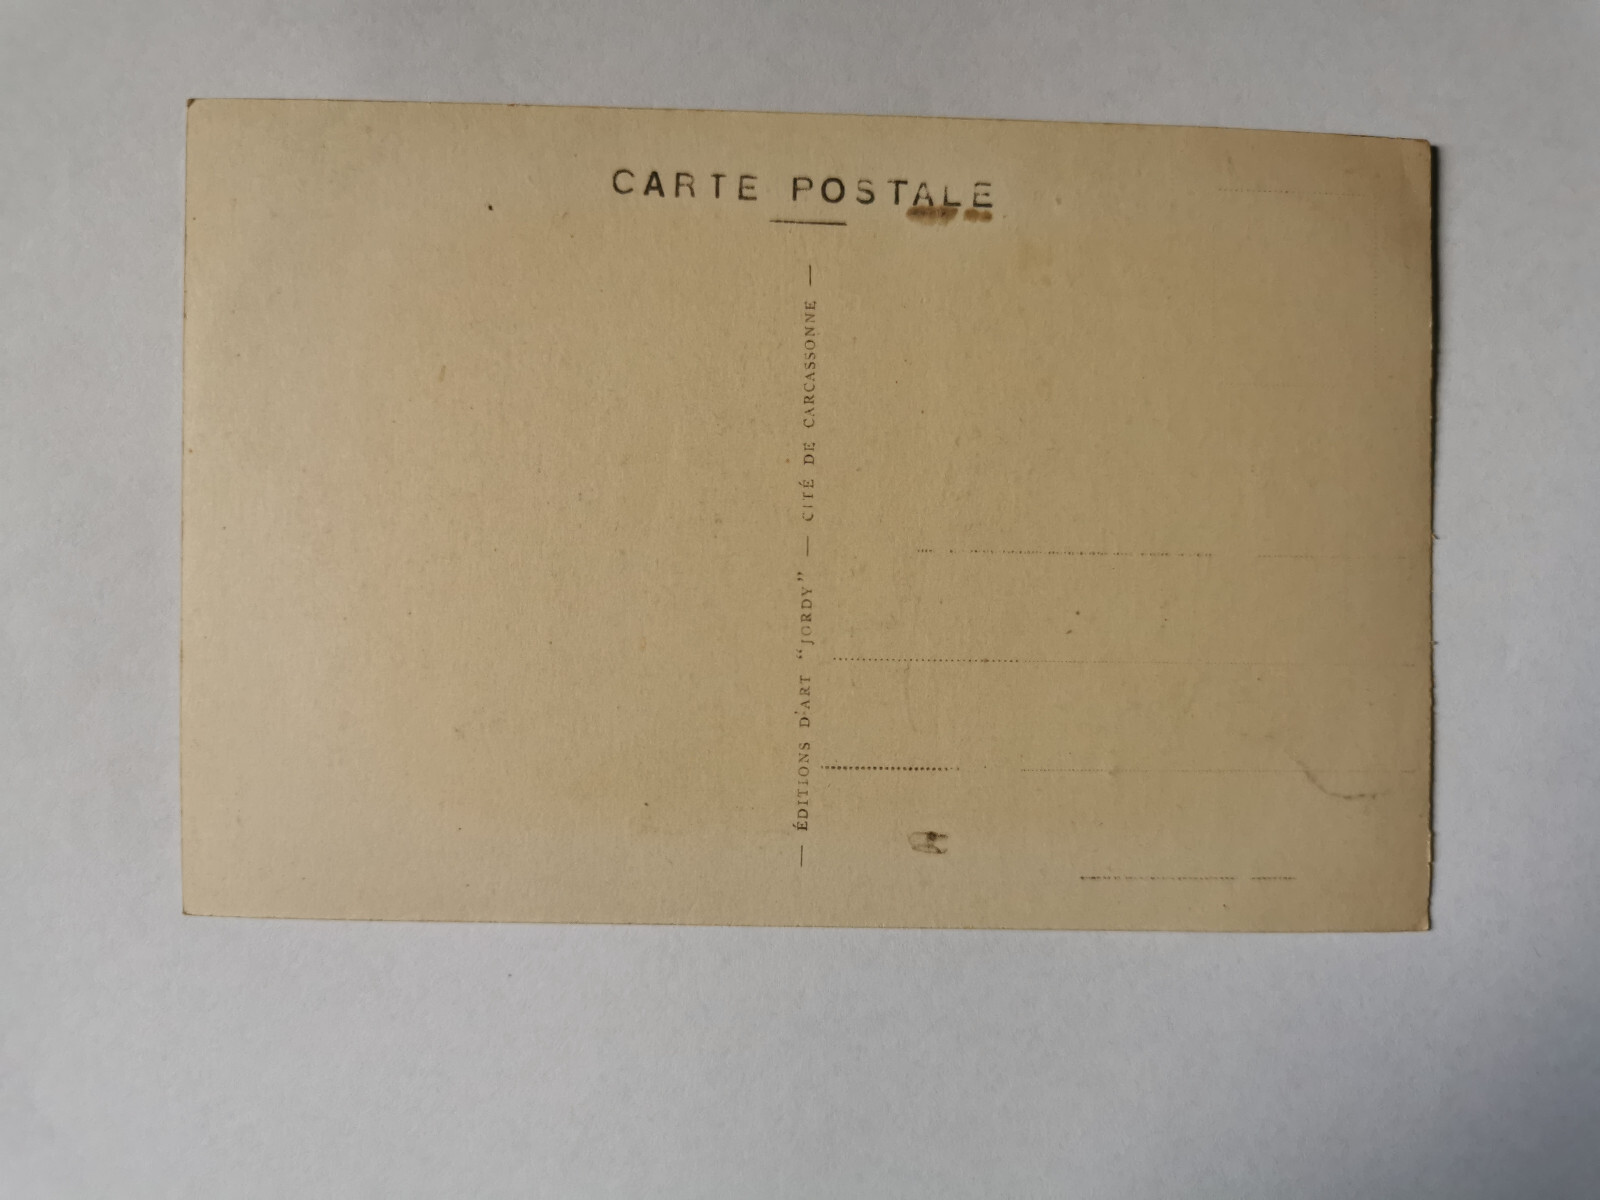 CARTE POSTALE
— ÉDITIONS D'ART "JORDY" — CITÉ DE CARCASSONNE —